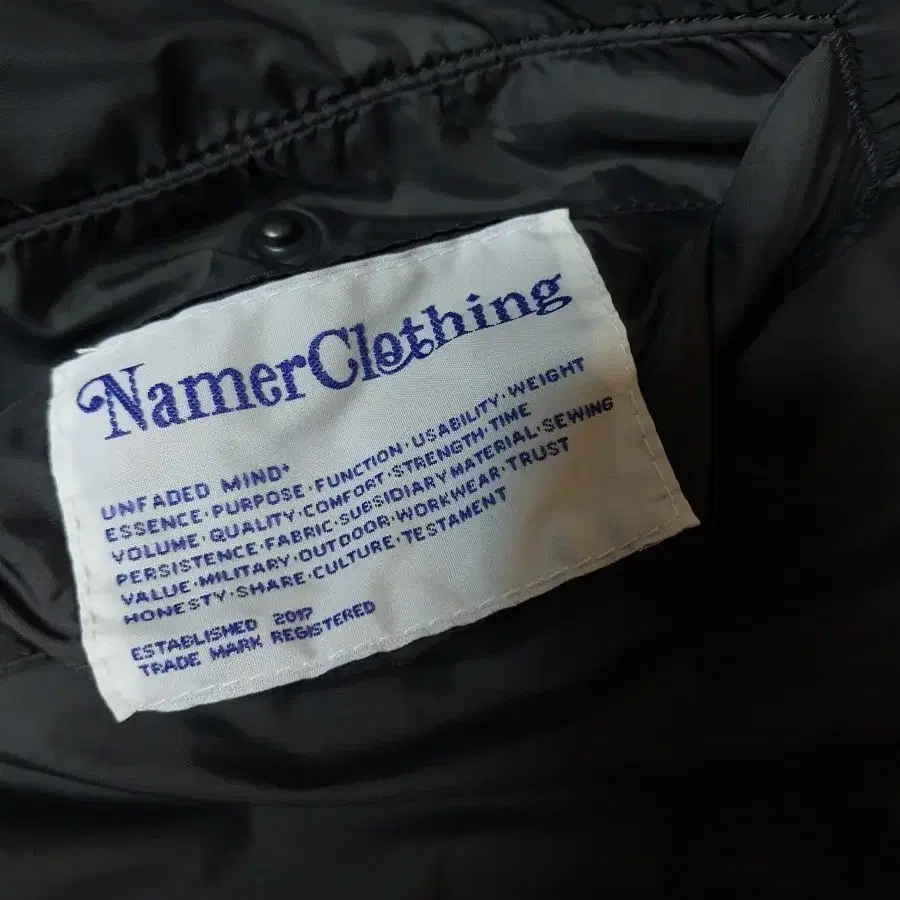 NamerClothing
UNFADED MIND*
ESSENCE·PURPOSE·FUNCTION·USABILITY·WEIGHT
VOLUME·QUALITY·COMFORT·STRENGTH·TIME
PERSISTENCE·FABRIC·SUBSIDIARY MATERIAL·SEWING
VALUE·MILITARY·OUTDOOR·WORKWEAR·TRUST
HONESTY·SHARE·CULTURE·TESTAMENT
ESTABLISHED 2017
TRADE MARK REGISTERED